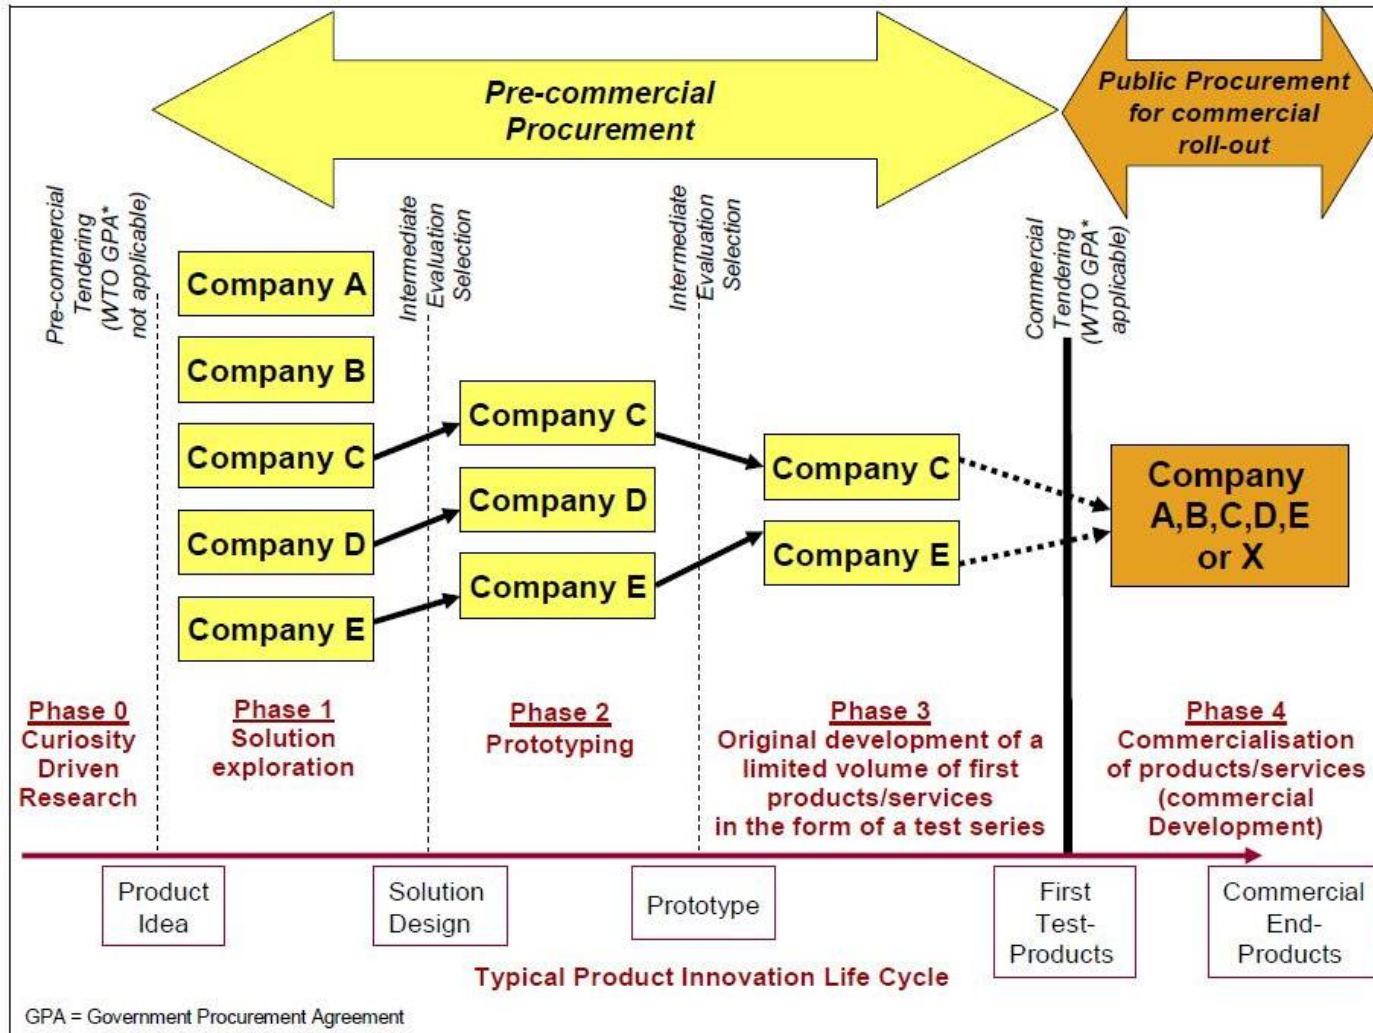 Pre-commercial
Procurement
Public Procurement
for commercial
roll-out
Pre-commercial
Tendering
(WTO GPA*
not applicable)
Intermediate
Evaluation
Selection
Intermediate
Evaluation
Selection
Commercial
Tendering
(WTO GPA*
applicable)
Company A
Company B
Company C
Company D
Company E
Company C
Company D
Company E
Company C
Company E
Company
A,B,C,D,E
or X
Phase 0
Curiosity
Driven
Research
Phase 1
Solution
exploration
Phase 2
Prototyping
Phase 3
Original development of a
limited volume of first
products/services
in the form of a test series
Phase 4
Commercialisation
of products/services
(commercial
Development)
Product
Idea
Solution
Design
Prototype
First
Test-
Products
Commercial
End-
Products
Typical Product Innovation Life Cycle
GPA = Government Procurement Agreement